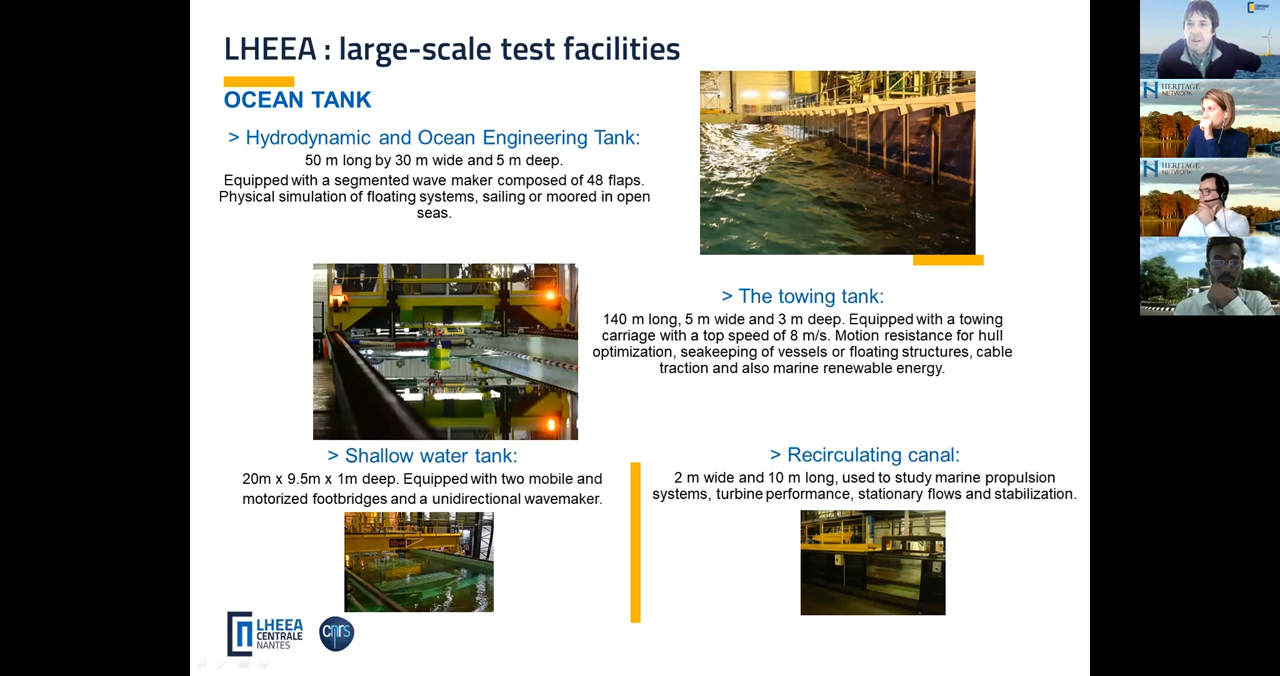 LHEEA : large-scale test facilities
OCEAN TANK
> Hydrodynamic and Ocean Engineering Tank:
50 m long by 30 m wide and 5 m deep.
Equipped with a segmented wave maker composed of 48 flaps.
Physical simulation of floating systems, sailing or moored in open
seas.
> The towing tank:
140 m long, 5 m wide and 3 m deep. Equipped with a towing
carriage with a top speed of 8 m/s. Motion resistance for hull
optimization, seakeeping of vessels or floating structures, cable
traction and also marine renewable energy.
> Shallow water tank:
20m x 9.5m x 1m deep. Equipped with two mobile and
motorized footbridges and a unidirectional wavemaker.
> Recirculating canal:
2 m wide and 10 m long, used to study marine propulsion
systems, turbine performance, stationary flows and stabilization.
LHEEA
CENTRALE
NANTES
cnrs
HERITAGE
NETWORK
HERITAGE
NETWORK